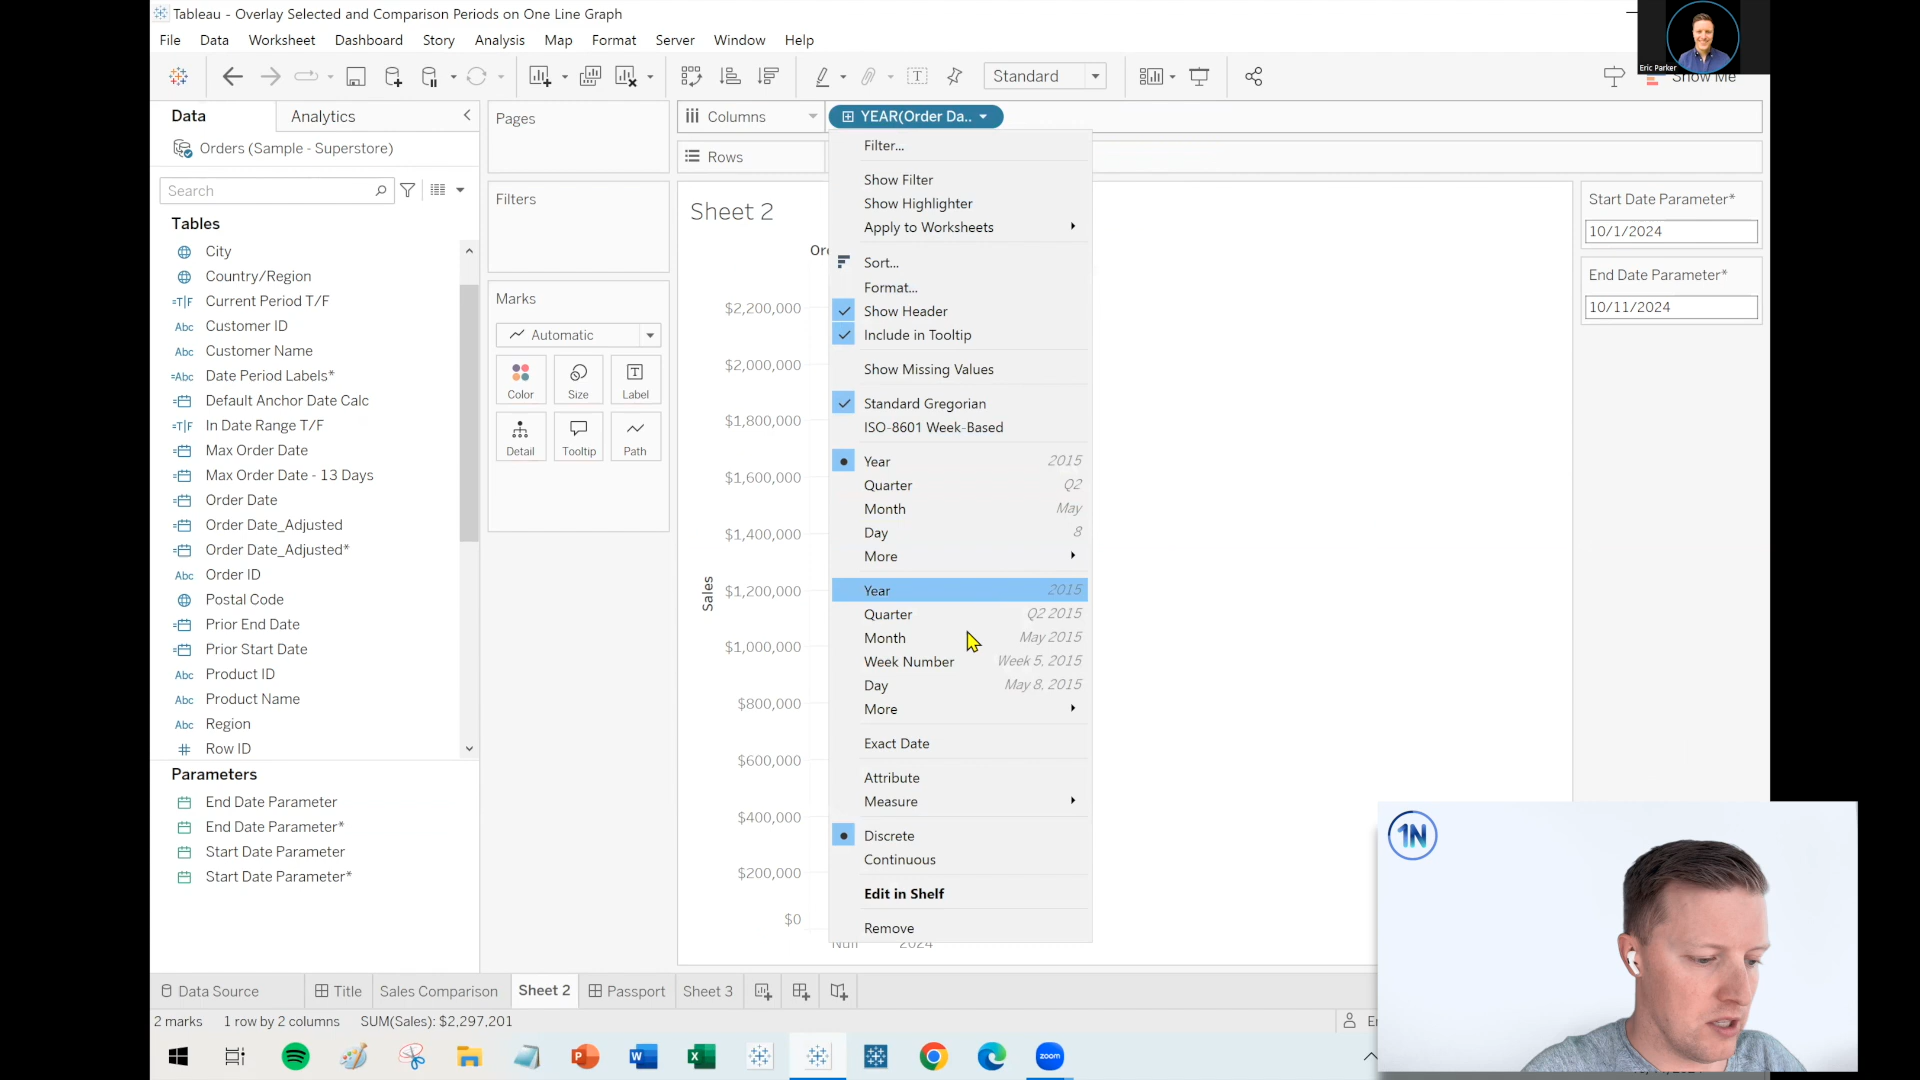 Tableau - Overlay Selected and Comparison Periods on One Line Graph
File Data Worksheet Dashboard Story Analysis Map Format Server Window Help
Eric Parker
Standard
Show Me
Data
Analytics
Orders (Sample - Superstore)
Search
Tables
City
Country/Region
Current Period T/F
Customer ID
Customer Name
Date Period Labels*
Default Anchor Date Calc
In Date Range T/F
Max Order Date
Max Order Date - 13 Days
Order Date
Order Date_Adjusted
Order Date_Adjusted*
Order ID
Postal Code
Prior End Date
Prior Start Date
Product ID
Product Name
Region
Row ID
Parameters
End Date Parameter
End Date Parameter*
Start Date Parameter
Start Date Parameter*
Pages
Filters
Marks
Automatic
Color Size Label
Detail Tooltip Path
Columns
YEAR(Order Da..
Rows
Sheet 2
$2,200,000
$2,000,000
$1,800,000
$1,600,000
$1,400,000
$1,200,000
$1,000,000
$800,000
$600,000
$400,000
$200,000
$0
Sales
Null 2024
Filter...
Show Filter
Show Highlighter
Apply to Worksheets
Sort...
Format...
Show Header
Include in Tooltip
Show Missing Values
Standard Gregorian
ISO-8601 Week-Based
Year 2015
Quarter Q2
Month May
Day 8
More
Year 2015
Quarter Q2 2015
Month May 2015
Week Number Week 5, 2015
Day May 8, 2015
More
Exact Date
Attribute
Measure
Discrete
Continuous
Edit in Shelf
Remove
Start Date Parameter*
10/1/2024
End Date Parameter*
10/11/2024
1N
Data Source Title Sales Comparison Sheet 2 Passport Sheet 3
2 marks 1 row by 2 columns SUM(Sales): $2,297,201
zoom